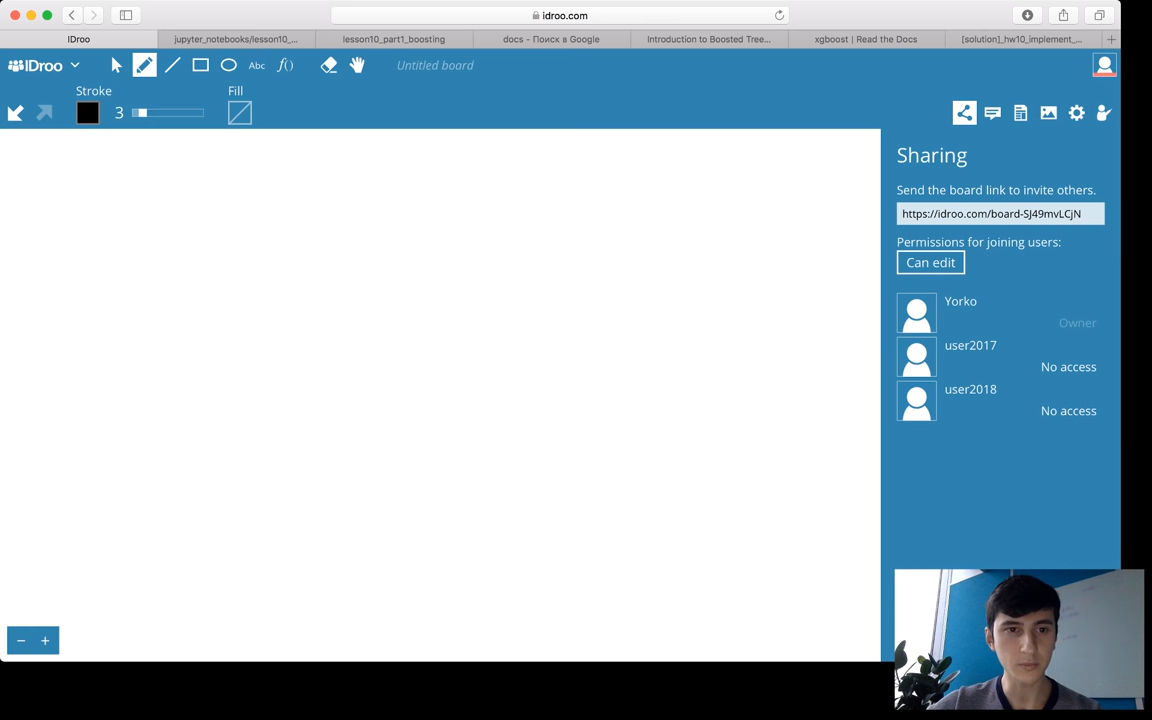 idroo.com
IDroo
jupyter_notebooks/lesson10_...
lesson10_part1_boosting
docs - Поиск в Google
Introduction to Boosted Tree...
xgboost | Read the Docs
[solution]_hw10_implement_...
IDroo
Abc
f()
Untitled board
Stroke
3
Fill
Sharing
Send the board link to invite others.
https://idroo.com/board-SJ49mvLCjN
Permissions for joining users:
Can edit
Yorko
Owner
user2017
No access
user2018
No access